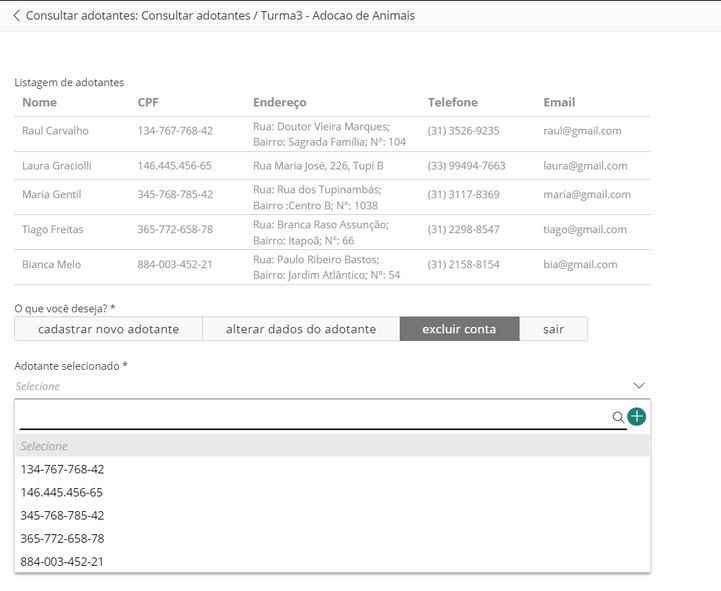 Consultar adotantes: Consultar adotantes / Turma3 - Adocao de Animais
Listagem de adotantes
Nome CPF Endereço Telefone Email
Raul Carvalho 134-767-768-42 Rua: Doutor Vieira Marques; Bairro: Sagrada Família; N°: 104 (31) 3526-9235 raul@gmail.com
Laura Graciolli 146.445.456-65 Rua Maria José, 226, Tupi B (33) 99494-7663 laura@gmail.com
Maria Gentil 345-768-785-42 Rua: Rua dos Tupinambás; Bairro :Centro B; N°: 1038 (31) 3117-8369 maria@gmail.com
Tiago Freitas 365-772-658-78 Rua: Branca Raso Assunção; Bairro: Itapoã; N°: 66 (31) 2298-8547 tiago@gmail.com
Bianca Melo 884-003-452-21 Rua: Paulo Ribeiro Bastos; Bairro: Jardim Atlântico; N°: 54 (31) 2158-8154 bia@gmail.com
O que você deseja? *
cadastrar novo adotante alterar dados do adotante excluir conta sair
Adotante selecionado *
Selecione
Selecione
134-767-768-42
146.445.456-65
345-768-785-42
365-772-658-78
884-003-452-21